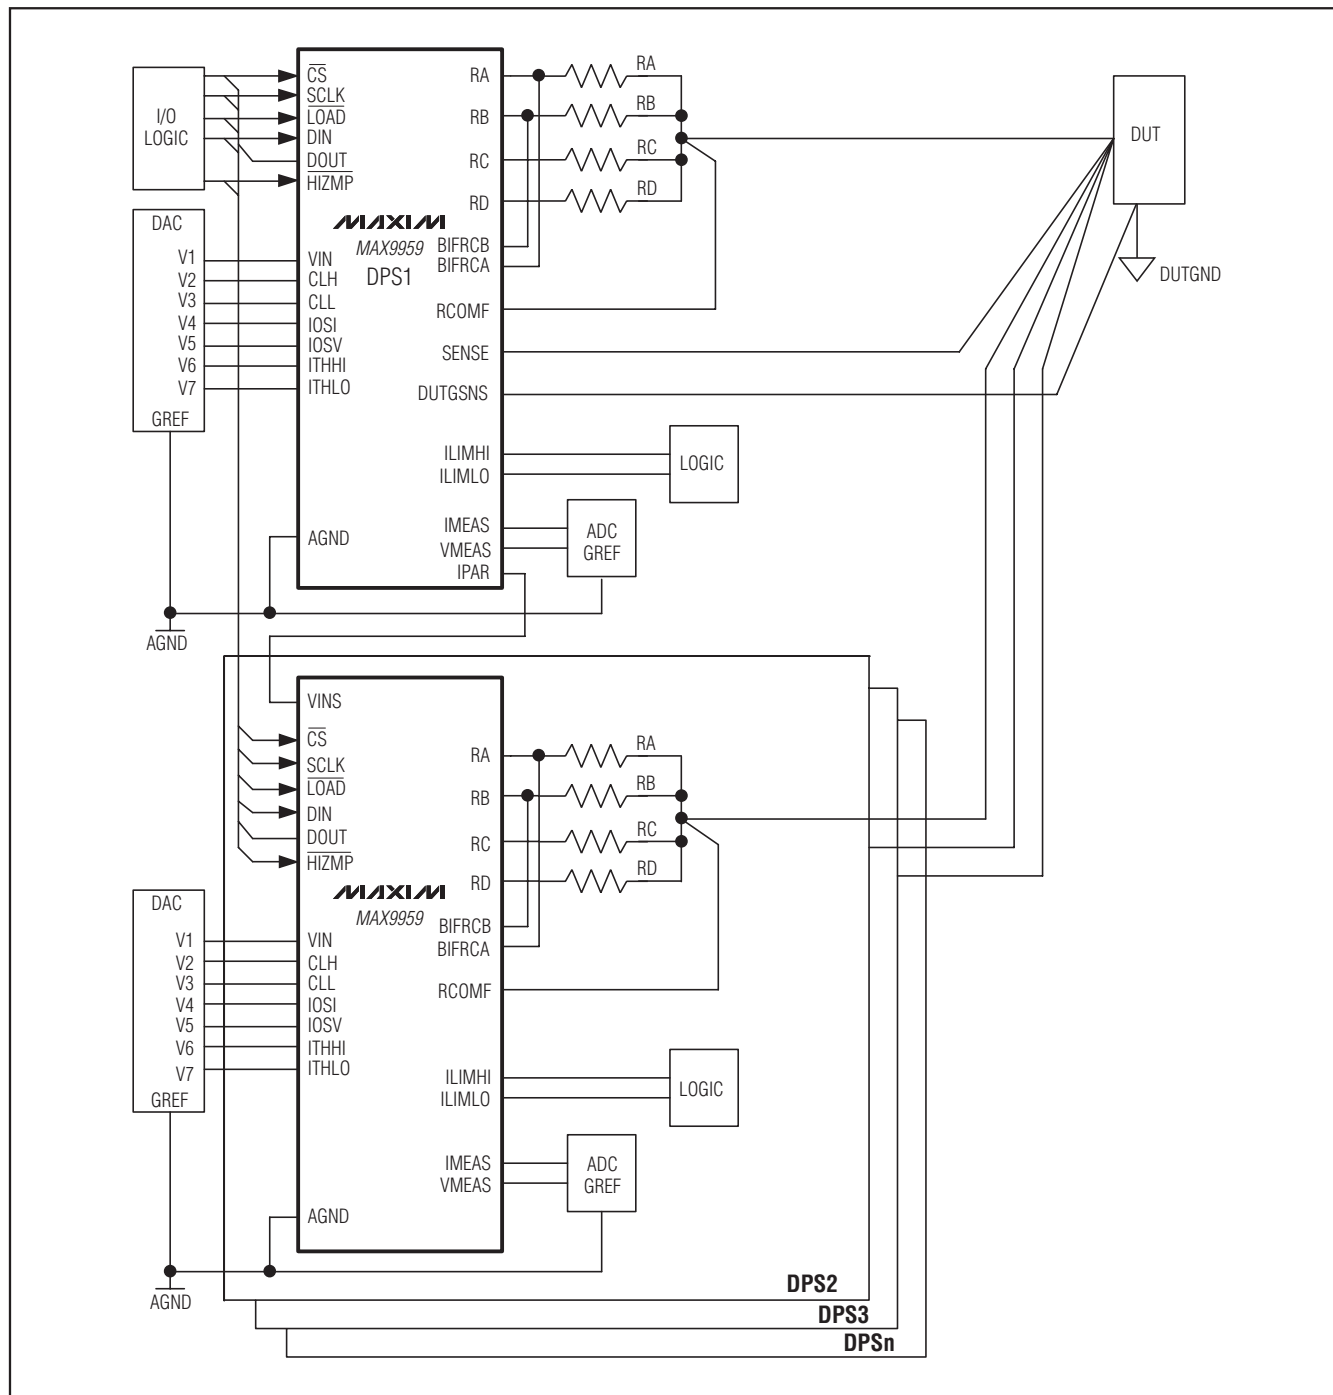 I/O
LOGIC
CS
SCLK
LOAD
DIN
DOUT
HIZMP
DAC
V1
V2
V3
V4
V5
V6
V7
GREF
VIN
CLH
CLL
IOSI
IOSV
ITHHI
ITHLO
AGND
MAXIM
MAX9959
DPS1
RA
RB
RC
RD
BIFRCB
BIFRCA
RCOMF
SENSE
DUTGSNS
ILIMHI
ILIMLO
IMEAS
VMEAS
IPAR
RA
RB
RC
RD
LOGIC
ADC
GREF
DUT
DUTGND
AGND
VINS
CS
SCLK
LOAD
DIN
DOUT
HIZMP
DAC
V1
V2
V3
V4
V5
V6
V7
GREF
VIN
CLH
CLL
IOSI
IOSV
ITHHI
ITHLO
AGND
MAXIM
MAX9959
RA
RB
RC
RD
BIFRCB
BIFRCA
RCOMF
ILIMHI
ILIMLO
IMEAS
VMEAS
RA
RB
RC
RD
LOGIC
ADC
GREF
AGND
DPS2
DPS3
DPSn